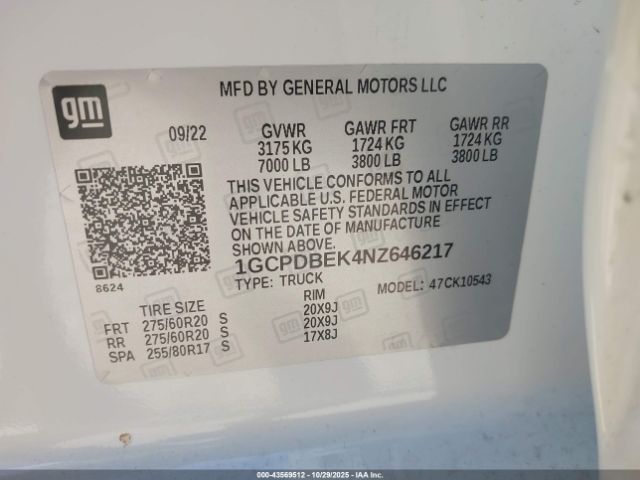 gm
MFD BY GENERAL MOTORS LLC
09/22 GVWR GAWR FRT GAWR RR
3175 KG 1724 KG 1724 KG
7000 LB 3800 LB 3800 LB
THIS VEHICLE CONFORMS TO ALL
APPLICABLE U.S. FEDERAL MOTOR
VEHICLE SAFETY STANDARDS IN EFFECT
ON THE DATE OF MANUFACTURE
SHOWN ABOVE
1GCPDBEK4NZ646217
8624 TYPE: TRUCK MODEL: 47CK10543
TIRE SIZE RIM
FRT 275/60R20 S 20X9J
RR 275/60R20 S 20X9J
SPA 255/80R17 S 17X8J
000-43569512 - 10/29/2025 - IAAI.com